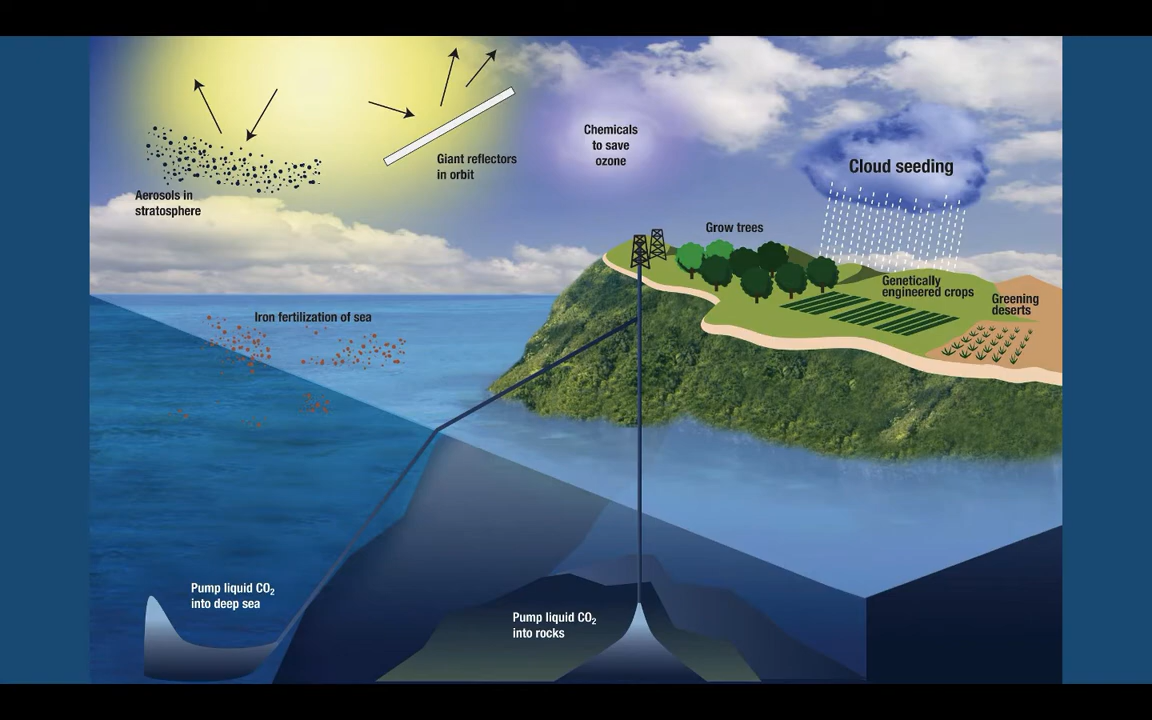 Chemicals
to save
ozone
Giant reflectors
in orbit
Cloud seeding
Aerosols in
stratosphere
Grow trees
Genetically
engineered crops
Greening
deserts
Iron fertilization of sea
Pump liquid CO₂
into deep sea
Pump liquid CO₂
into rocks